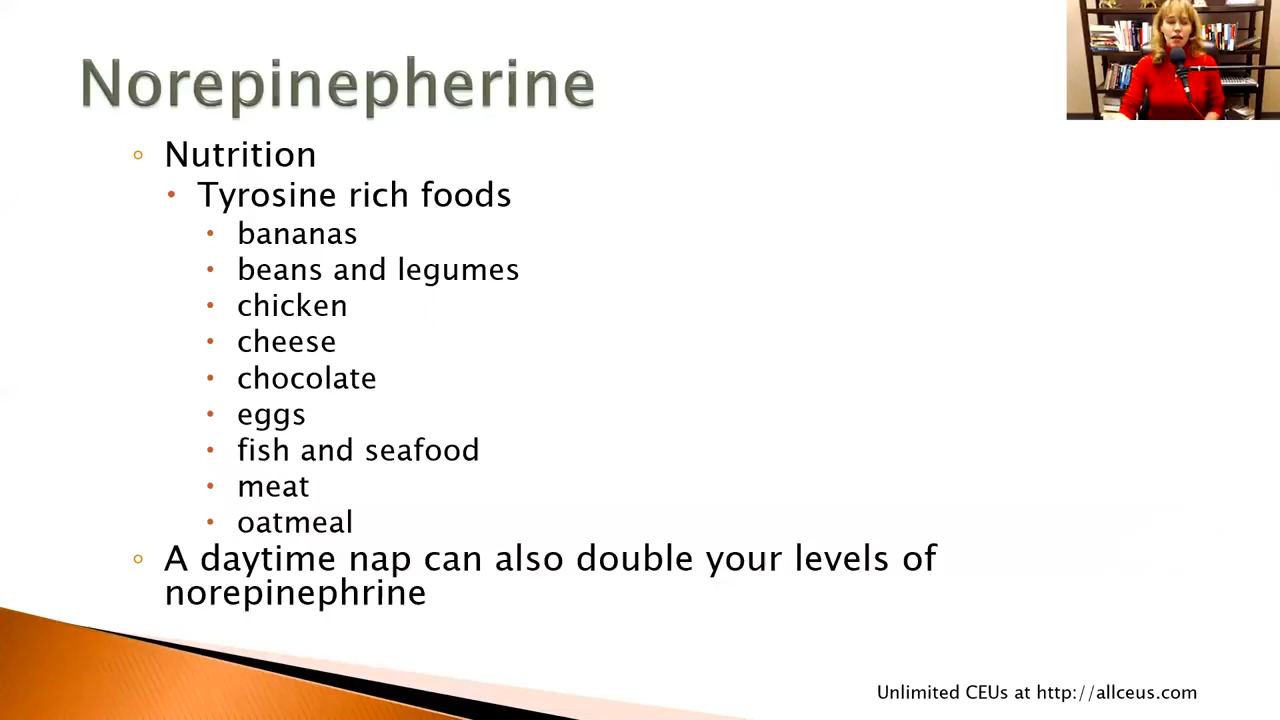 Norepinepherine
Nutrition
Tyrosine rich foods
bananas
beans and legumes
chicken
cheese
chocolate
eggs
fish and seafood
meat
oatmeal
A daytime nap can also double your levels of
norepinephrine
Unlimited CEUs at http://allceus.com